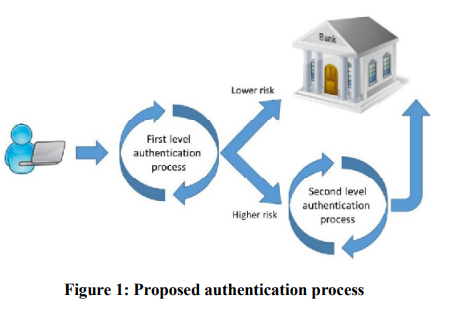 Bank
Lower risk
First level
authentication
process
Second level
authentication
process
Higher risk
Figure 1: Proposed authentication process